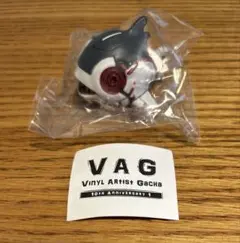 VAG
Vinyl Artist Gacha
10th Anniversary !